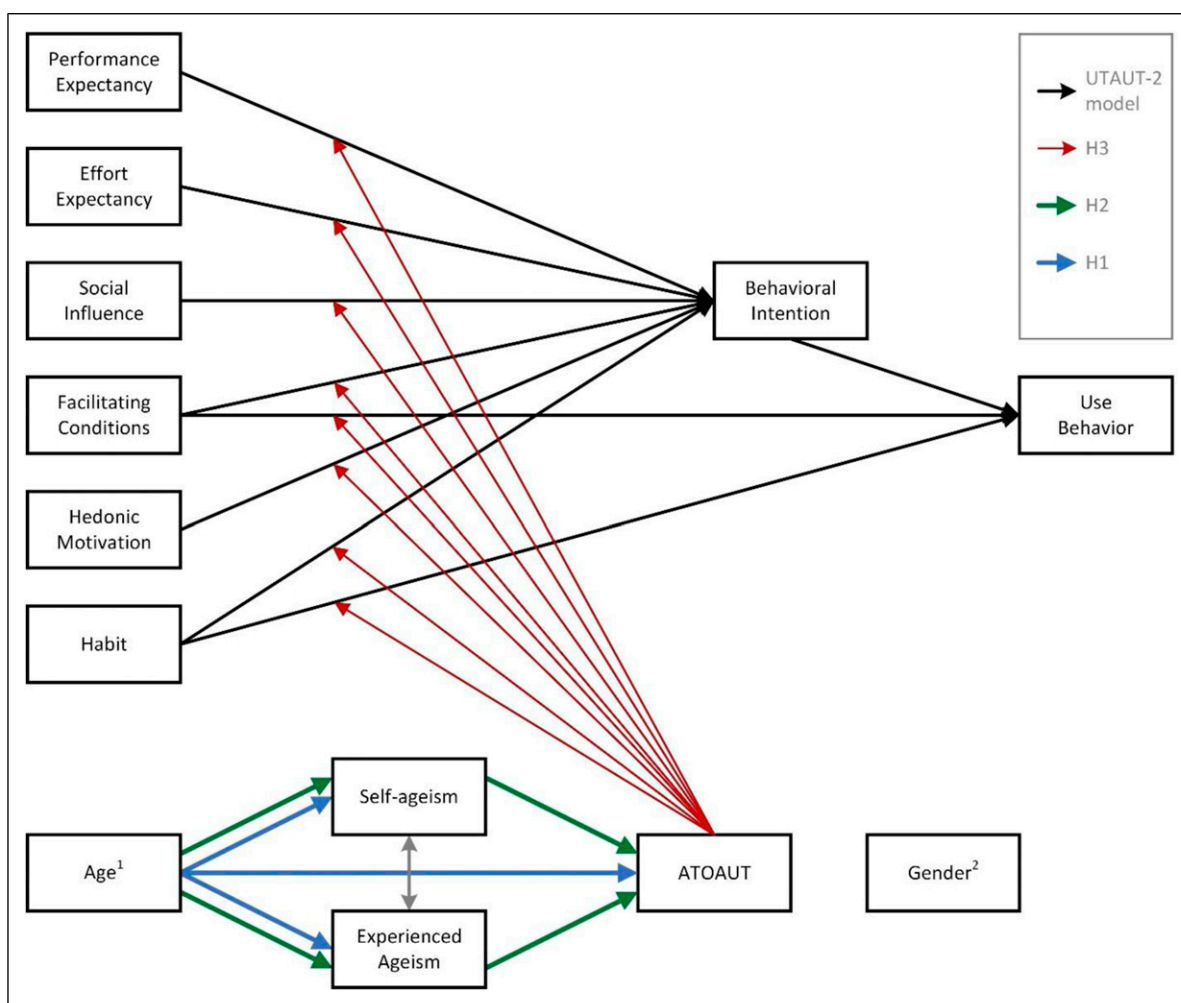 Performance
Expectancy
Effort
Expectancy
Social
Influence
Facilitating
Conditions
Hedonic
Motivation
Habit
Behavioral
Intention
Use
Behavior
UTAUT-2
model
H3
H2
H1
Self-ageism
Age¹
Experienced
Ageism
ATOAUT
Gender²